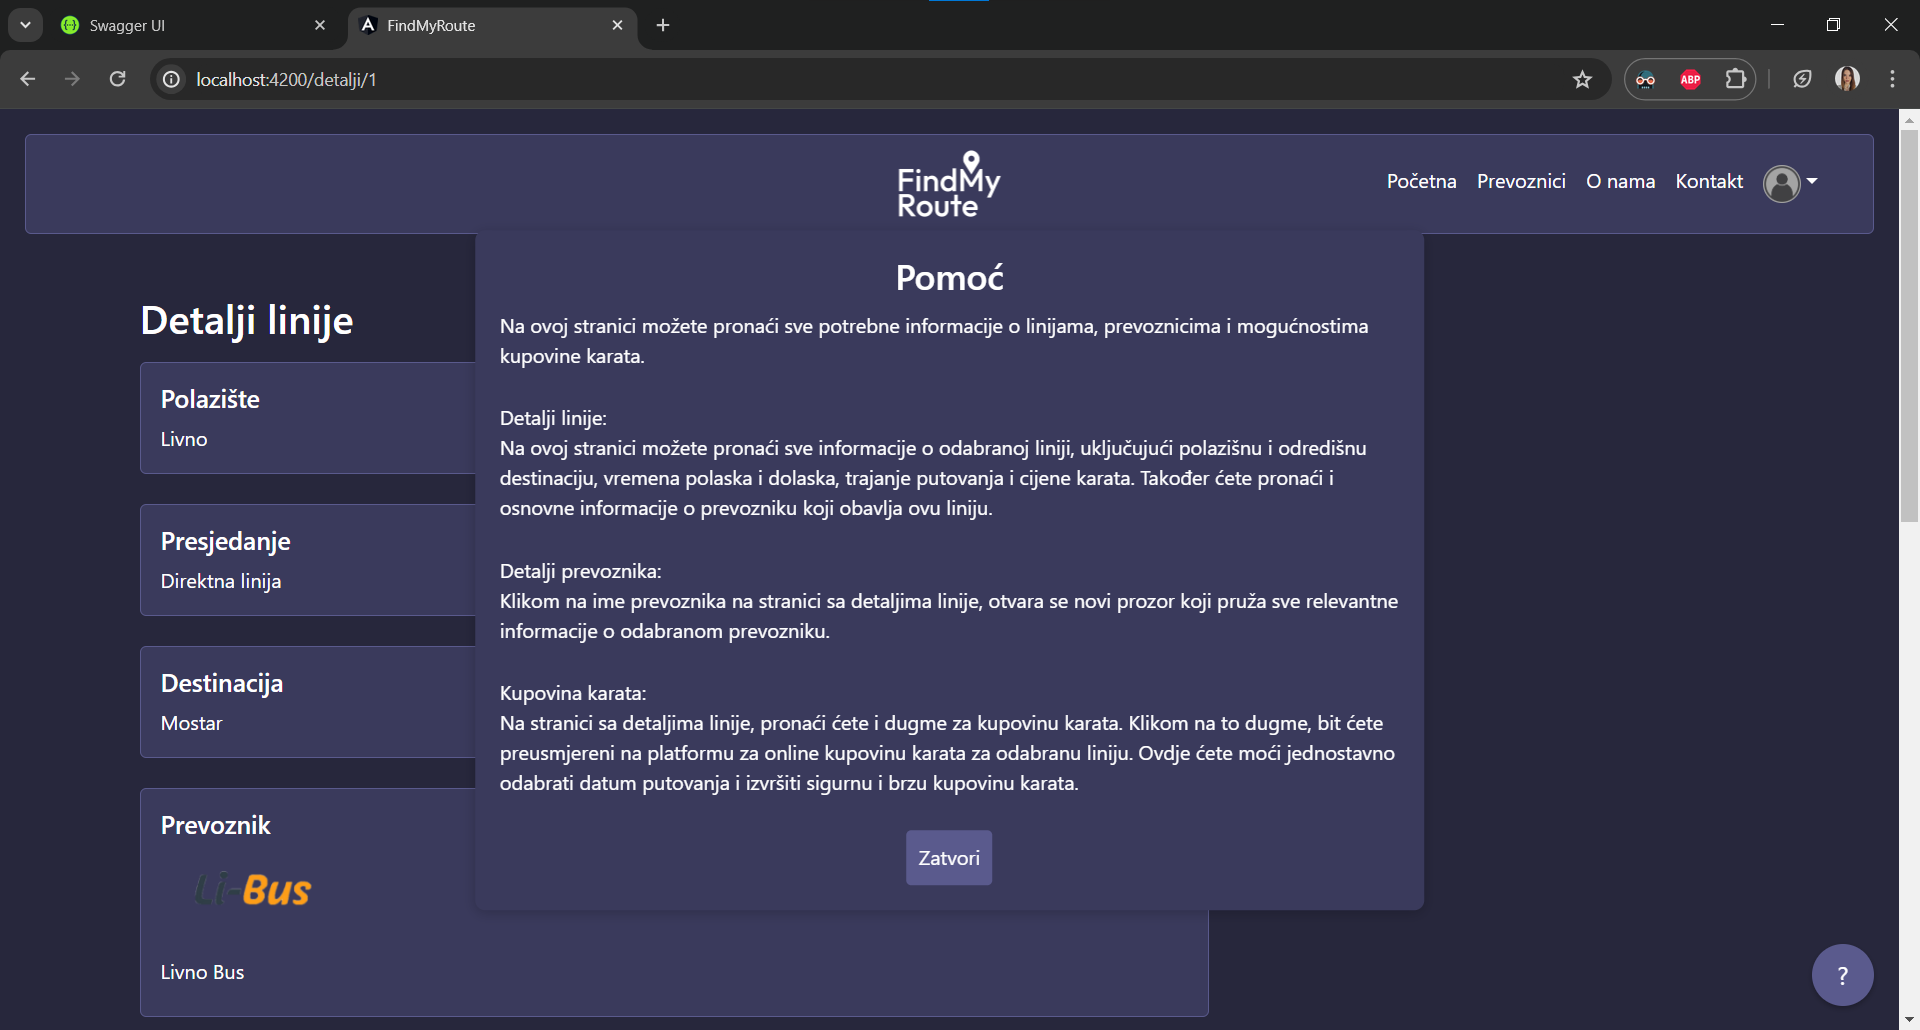 Swagger UI
FindMyRoute
localhost:4200/detalji/1
ABP
FindMy
Route
Početna
Prevoznici
O nama
Kontakt
Detalji linije
Polazište
Livno
Presjedanje
Direktna linija
Destinacija
Mostar
Prevoznik
Li-Bus
Livno Bus
Pomoć
Na ovoj stranici možete pronaći sve potrebne informacije o linijama, prevoznicima i mogućnostima
kupovine karata.
Detalji linije:
Na ovoj stranici možete pronaći sve informacije o odabranoj liniji, uključujući polazišnu i odredišnu
destinaciju, vremena polaska i dolaska, trajanje putovanja i cijene karata. Također ćete pronaći i
osnovne informacije o prevozniku koji obavlja ovu liniju.
Detalji prevoznika:
Klikom na ime prevoznika na stranici sa detaljima linije, otvara se novi prozor koji pruža sve relevantne
informacije o odabranom prevozniku.
Kupovina karata:
Na stranici sa detaljima linije, pronaći ćete i dugme za kupovinu karata. Klikom na to dugme, bit ćete
preusmjereni na platformu za online kupovinu karata za odabranu liniju. Ovdje ćete moći jednostavno
odabrati datum putovanja i izvršiti sigurnu i brzu kupovinu karata.
Zatvori
?